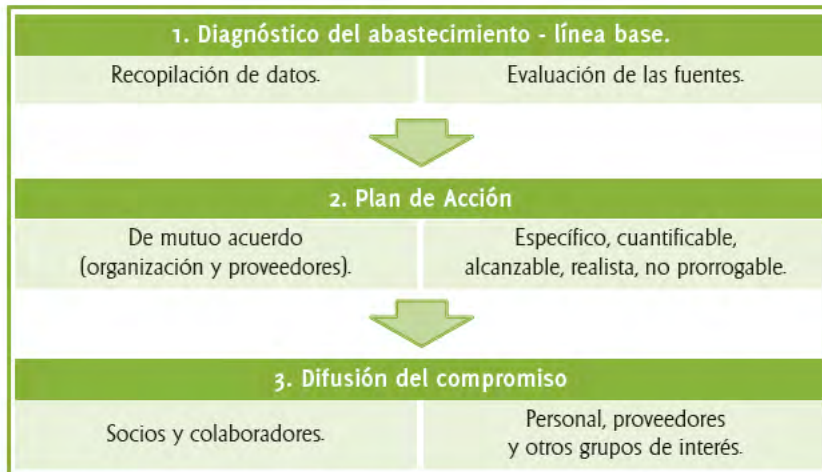 1. Diagnóstico del abastecimiento - línea base.
Recopilación de datos.
Evaluación de las fuentes.
2. Plan de Acción
De mutuo acuerdo
(organización y proveedores).
Específico, cuantificable,
alcanzable, realista, no prorrogable.
3. Difusión del compromiso
Socios y colaboradores.
Personal, proveedores
y otros grupos de interés.